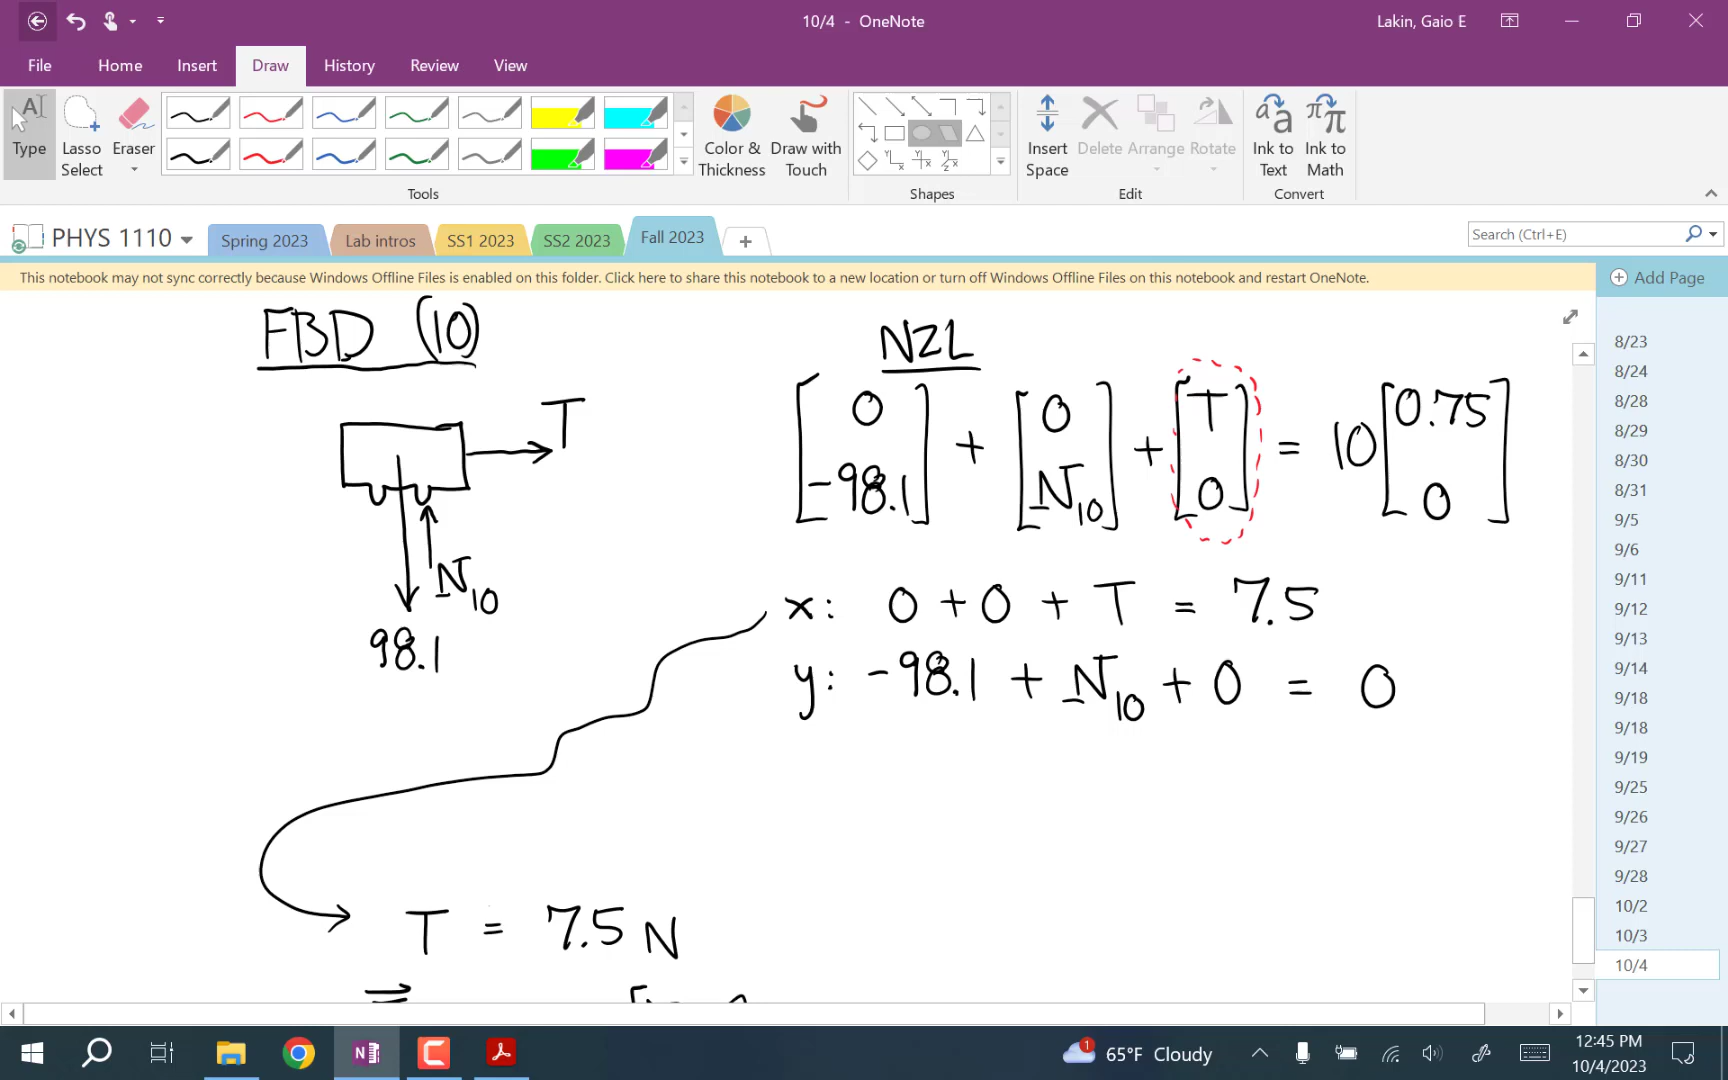 10/4 - OneNote
Lakin, Gaio E
File Home Insert Draw History Review View
Type
Lasso Select
Eraser
Color & Thickness
Draw with Touch
Insert Space
Delete
Arrange
Rotate
Ink to Text
Ink to Math
Tools
Shapes
Edit
Convert
PHYS 1110
Spring 2023
Lab intros
SS1 2023
SS2 2023
Fall 2023
Search (Ctrl+E)
This notebook may not sync correctly because Windows Offline Files is enabled on this folder. Click here to share this notebook to a new location or turn off Windows Offline Files on this notebook and restart OneNote.
Add Page
8/23
8/24
8/28
8/29
8/30
8/31
9/5
9/6
9/11
9/12
9/13
9/14
9/18
9/18
9/19
9/25
9/26
9/27
9/28
10/2
10/3
10/4
FBD (10)
T
N10
98.1
N2L
[0 -98.1] + [0 N10] + [T 0] = 10 [0.75 0]
x: 0 + 0 + T = 7.5
y: -98.1 + N10 + 0 = 0
T = 7.5 N
65°F Cloudy
1
12:45 PM
10/4/2023